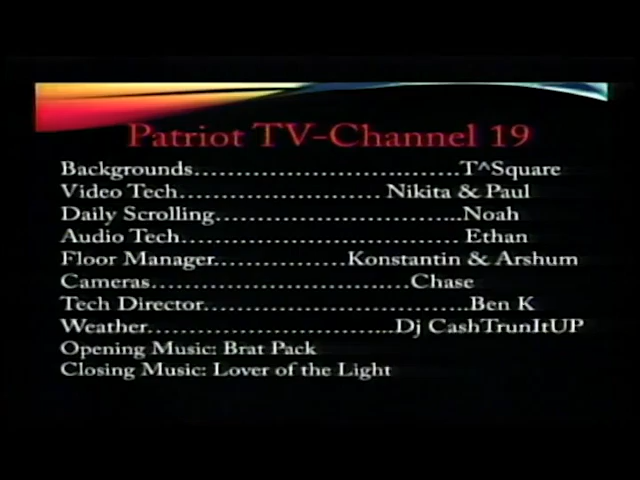 Patriot TV-Channel 19
Backgrounds................................T^Square
Video Tech........................... Nikita & Paul
Daily Scrolling..............................Noah
Audio Tech.................................. Ethan
Floor Manager.................Konstantin & Arshum
Cameras................................Chase
Tech Director..................................Ben K
Weather................................Dj CashTrunItUP
Opening Music: Brat Pack
Closing Music: Lover of the Light